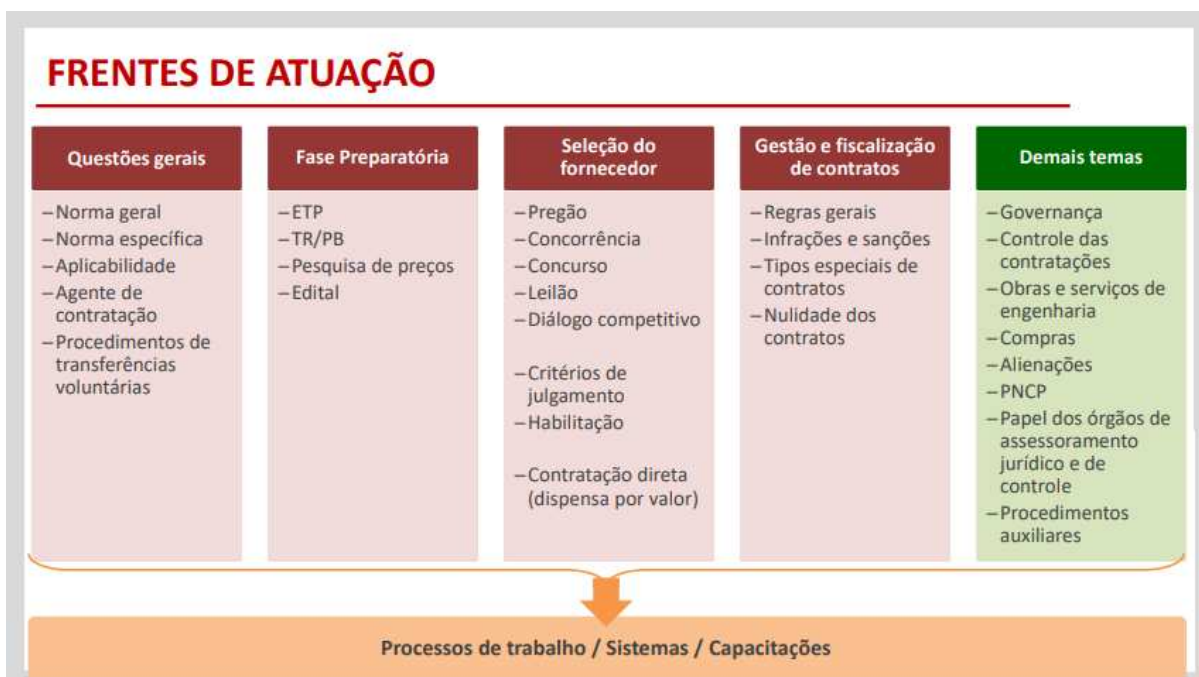 FRENTES DE ATUAÇÃO
Questões gerais
–Norma geral
–Norma específica
–Aplicabilidade
–Agente de
contratação
–Procedimentos de
transferências
voluntárias
Fase Preparatória
–ETP
–TR/PB
–Pesquisa de preços
–Edital
Seleção do
fornecedor
–Pregão
–Concorrência
–Concurso
–Leilão
–Diálogo competitivo
–Critérios de
julgamento
–Habilitação
–Contratação direta
(dispensa por valor)
Gestão e fiscalização
de contratos
–Regras gerais
–Infrações e sanções
–Tipos especiais de
contratos
–Nulidade dos
contratos
Demais temas
–Governança
–Controle das
contratações
–Obras e serviços de
engenharia
–Compras
–Alienações
–PNCP
–Papel dos órgãos de
assessoramento
jurídico e de
controle
–Procedimentos
auxiliares
Processos de trabalho / Sistemas / Capacitações